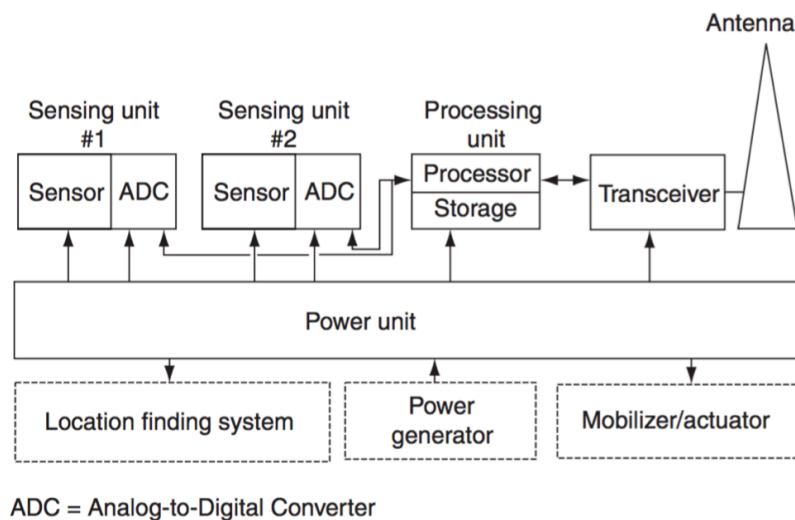 Antenna
Sensing unit
#1
Sensing unit
#2
Processing
unit
Sensor
ADC
Sensor
ADC
Processor
Storage
Transceiver
Power unit
Location finding system
Power
generator
Mobilizer/actuator
ADC = Analog-to-Digital Converter